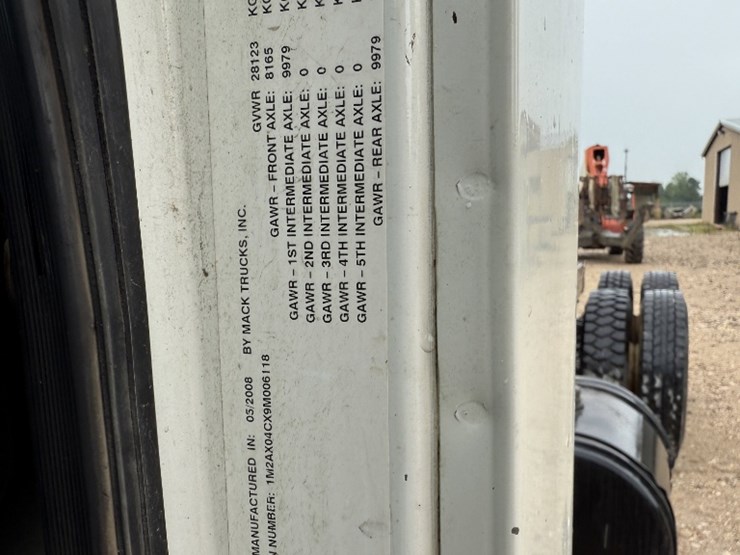 MANUFACTURED IN: 05/2008 BY MACK TRUCKS, INC.
N NUMBER: 1M2AX04CX9M006118
GVWR 28123 KG
GAWR – FRONT AXLE: 8165 KG
GAWR – 1ST INTERMEDIATE AXLE: 9979
GAWR – 2ND INTERMEDIATE AXLE: 0
GAWR – 3RD INTERMEDIATE AXLE: 0
GAWR – 4TH INTERMEDIATE AXLE: 0
GAWR – 5TH INTERMEDIATE AXLE: 0
GAWR – REAR AXLE: 9979